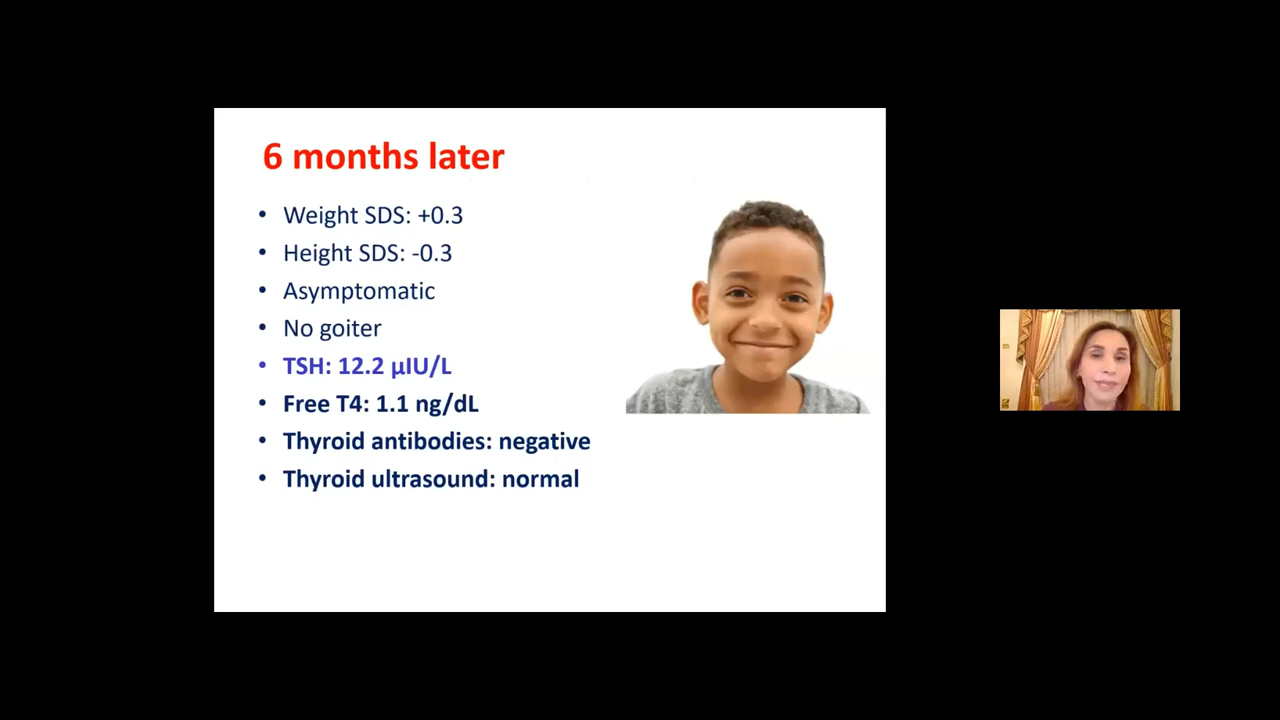 6 months later
• Weight SDS: +0.3
• Height SDS: -0.3
• Asymptomatic
• No goiter
• TSH: 12.2 µIU/L
• Free T4: 1.1 ng/dL
• Thyroid antibodies: negative
• Thyroid ultrasound: normal